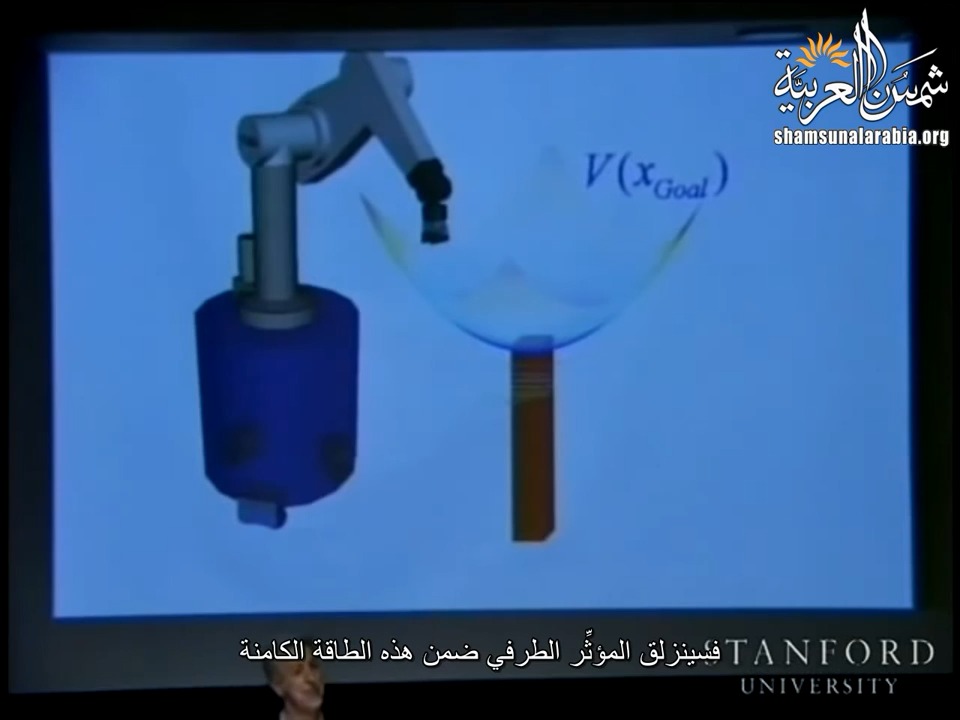 شمس العربية
shamsunalarabia.org
V(x_Goal)
فسينزلق المؤثِّر الطرفي ضمن هذه الطاقة الكامنة
STANFORD
UNIVERSITY